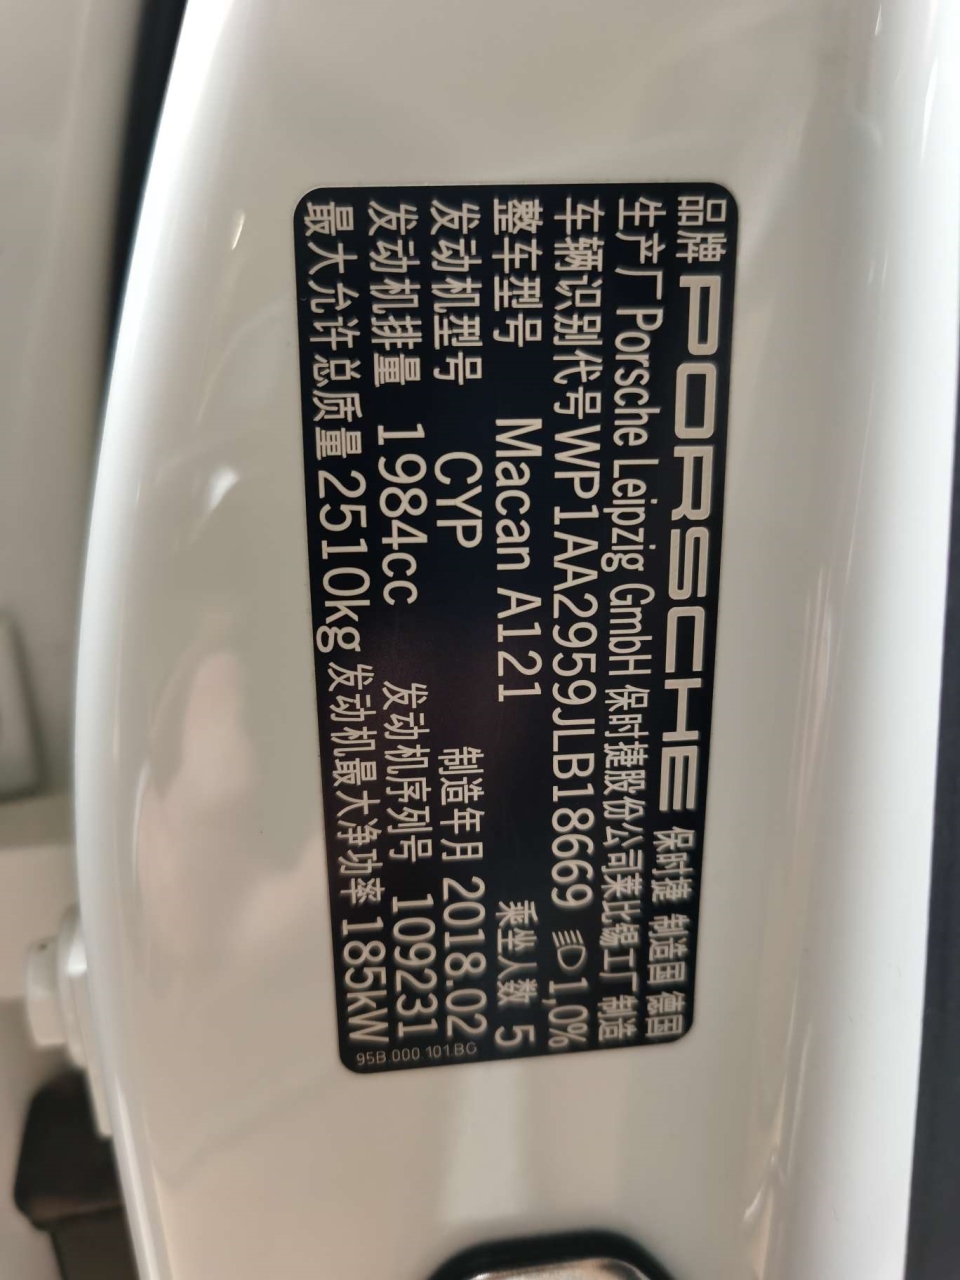 品牌 PORSCHE 保时捷 制造国 德国
生产厂 Porsche Leipzig GmbH 保时捷股份公司莱比锡工厂 制造
车辆识别代号 WP1AA2959JLB18669 1,0%
整车型号 Macan A121 乘坐人数 5
发动机型号 CYP 制造年月 2018.02
发动机排量 1984cc 发动机序列号 109231
最大允许总质量 2510kg 发动机最大净功率 185kW
95B.000.101.BG